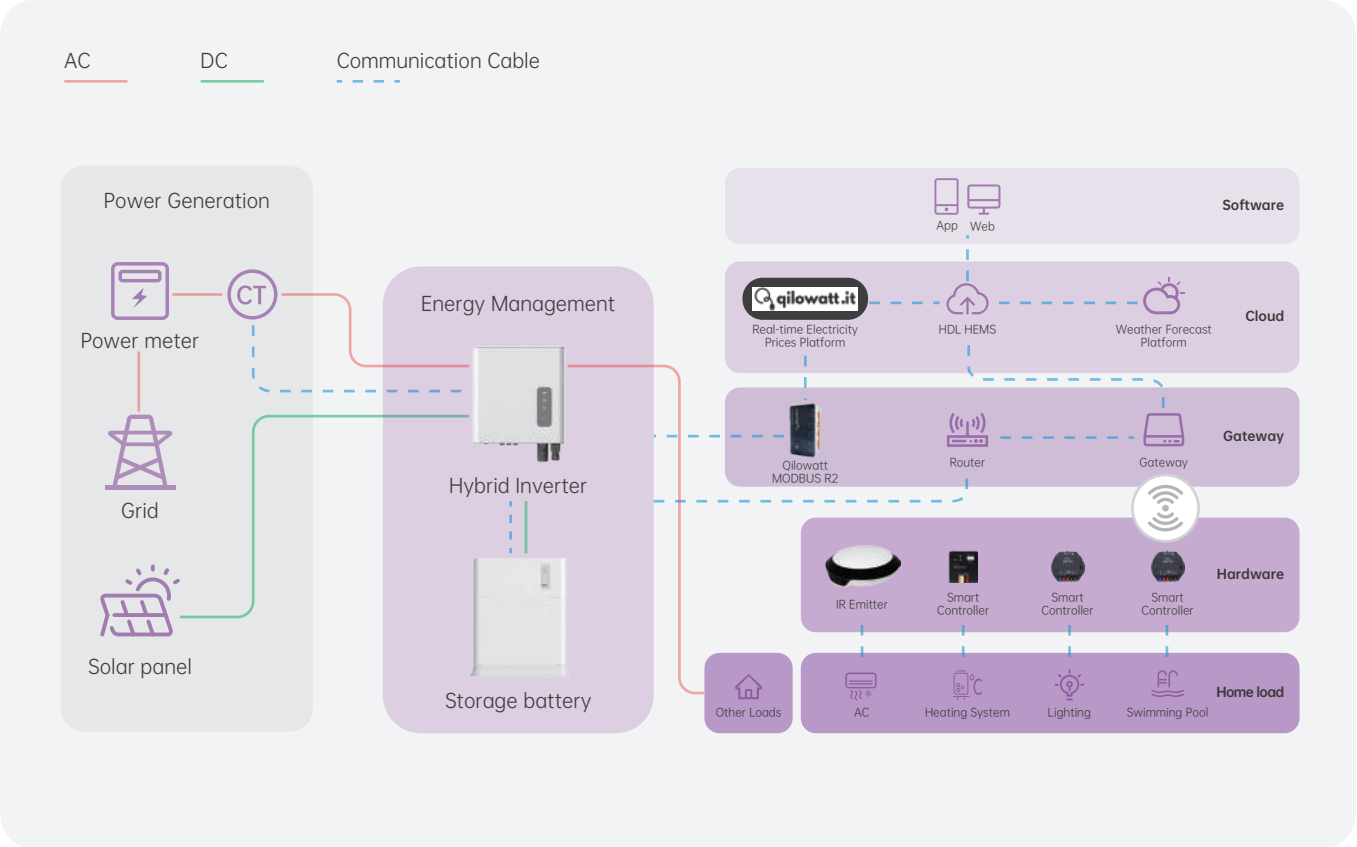 AC
DC
Communication Cable
Power Generation
CT
Power meter
Grid
Solar panel
Energy Management
Hybrid Inverter
Storage battery
App
Web
Software
qilowatt.it
Real-time Electricity
Prices Platform
HDL HEMS
Weather Forecast
Platform
Cloud
Qilowatt
MODBUS R2
Router
Gateway
Gateway
IR Emitter
Smart
Controller
Smart
Controller
Smart
Controller
Hardware
Other Loads
AC
°C
Heating System
Lighting
Swimming Pool
Home load